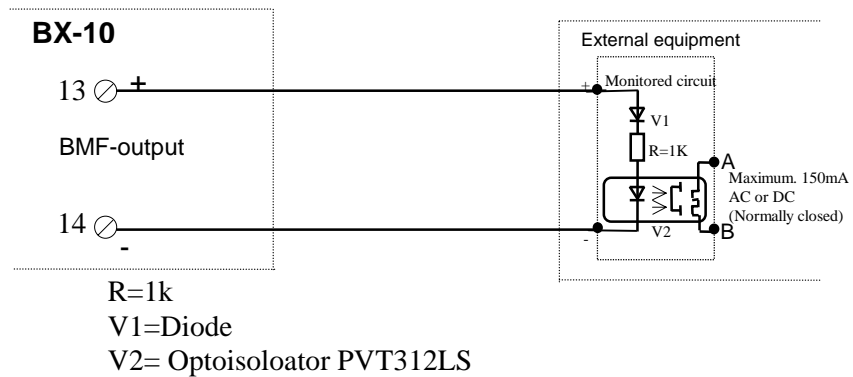 BX-10
External equipment
13 +
+ Monitored circuit
V1
BMF-output
R=1K
A
Maximum. 150mA
AC or DC
(Normally closed)
14 -
- V2 B
R=1k
V1=Diode
V2= Optoisoloator PVT312LS